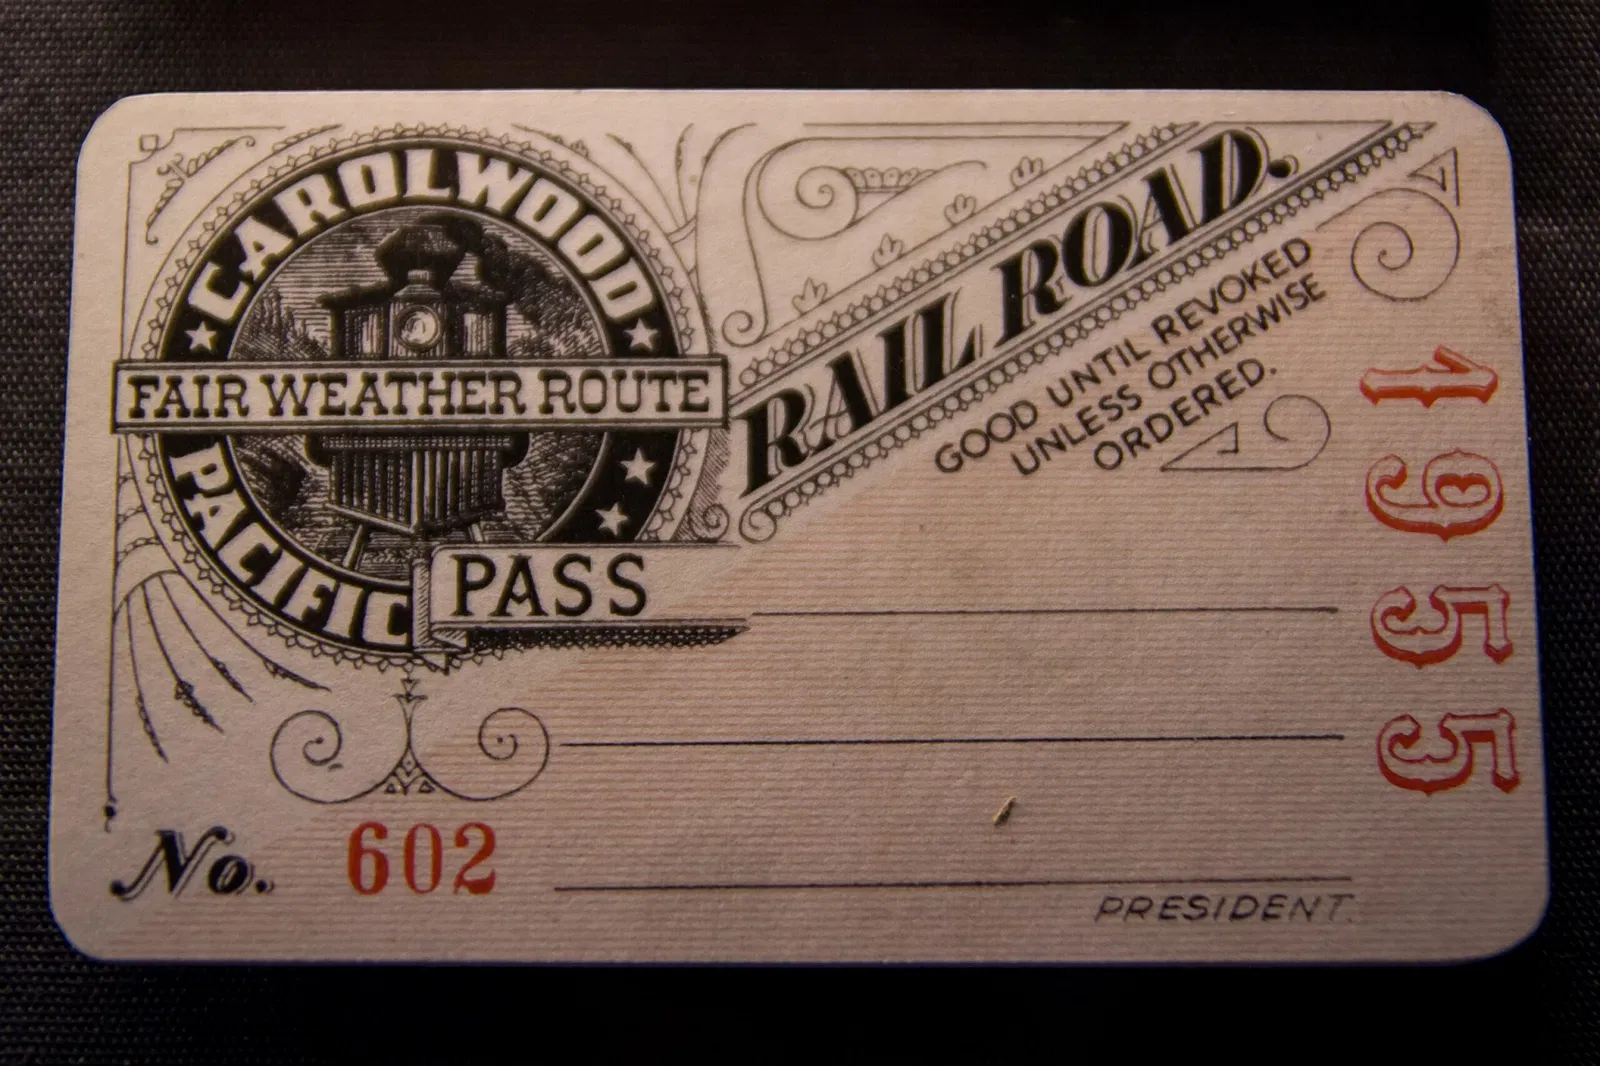 CAROLWOOD
FAIR WEATHER ROUTE
PACIFIC
RAIL ROAD.
GOOD UNTIL REVOKED
UNLESS OTHERWISE
ORDERED.
1955
PASS
No. 602
PRESIDENT.